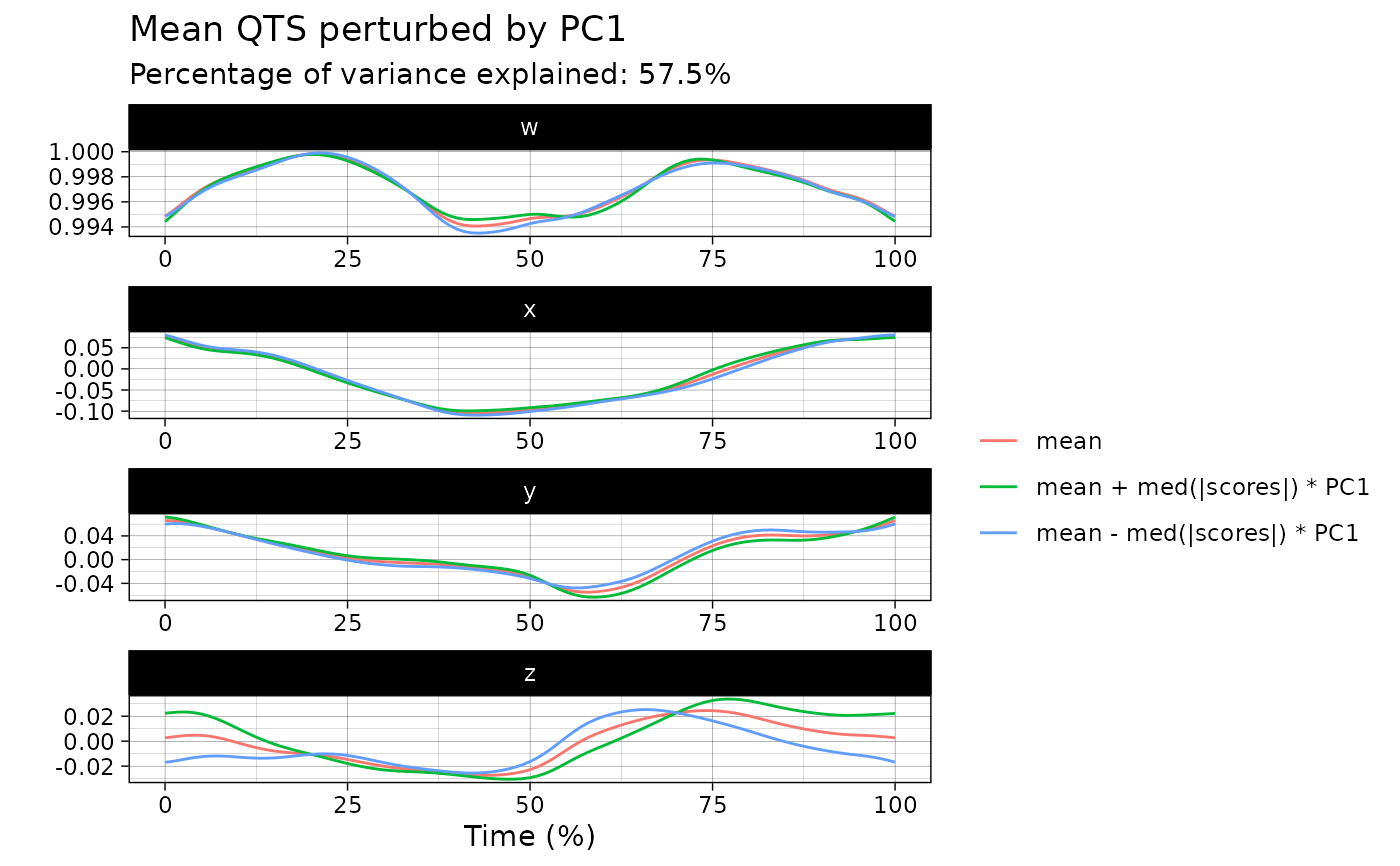 Mean QTS perturbed by PC1
Percentage of variance explained: 57.5%
w
1.000
0.998
0.996
0.994
0 25 50 75 100
x
0.05
0.00
-0.05
-0.10
0 25 50 75 100
y
0.04
0.00
-0.04
0 25 50 75 100
z
0.02
0.00
-0.02
0 25 50 75 100
Time (%)
mean
mean + med(|scores|) * PC1
mean - med(|scores|) * PC1